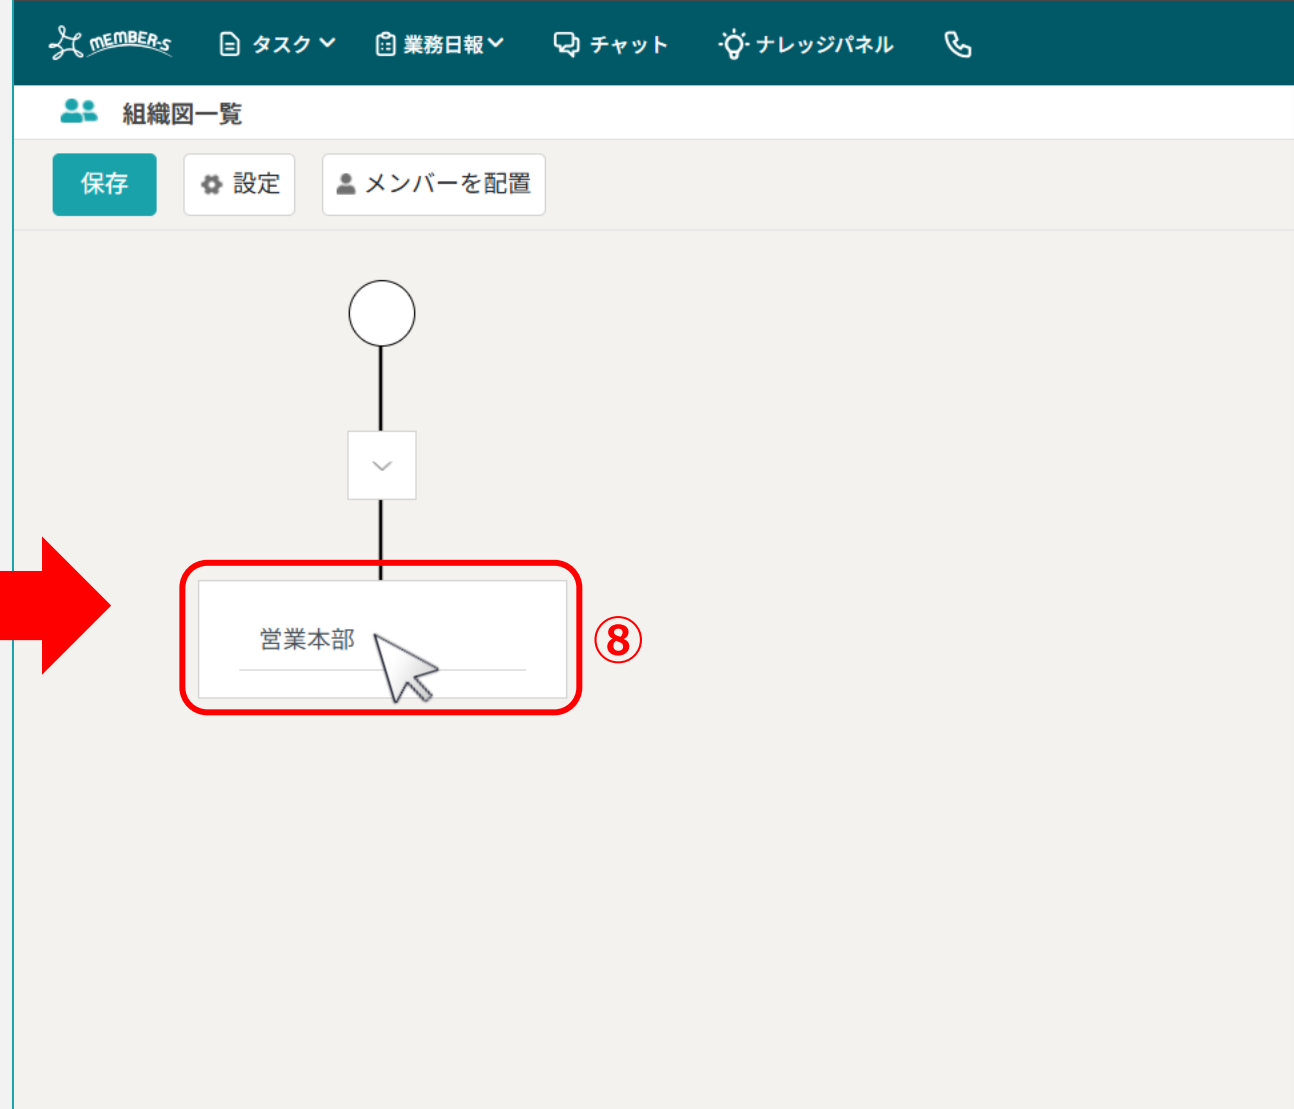 MEMBER-S タスク 業務日報 チャット ナレッジパネル
組織図一覧
保存 設定 メンバーを配置
営業本部
⑧